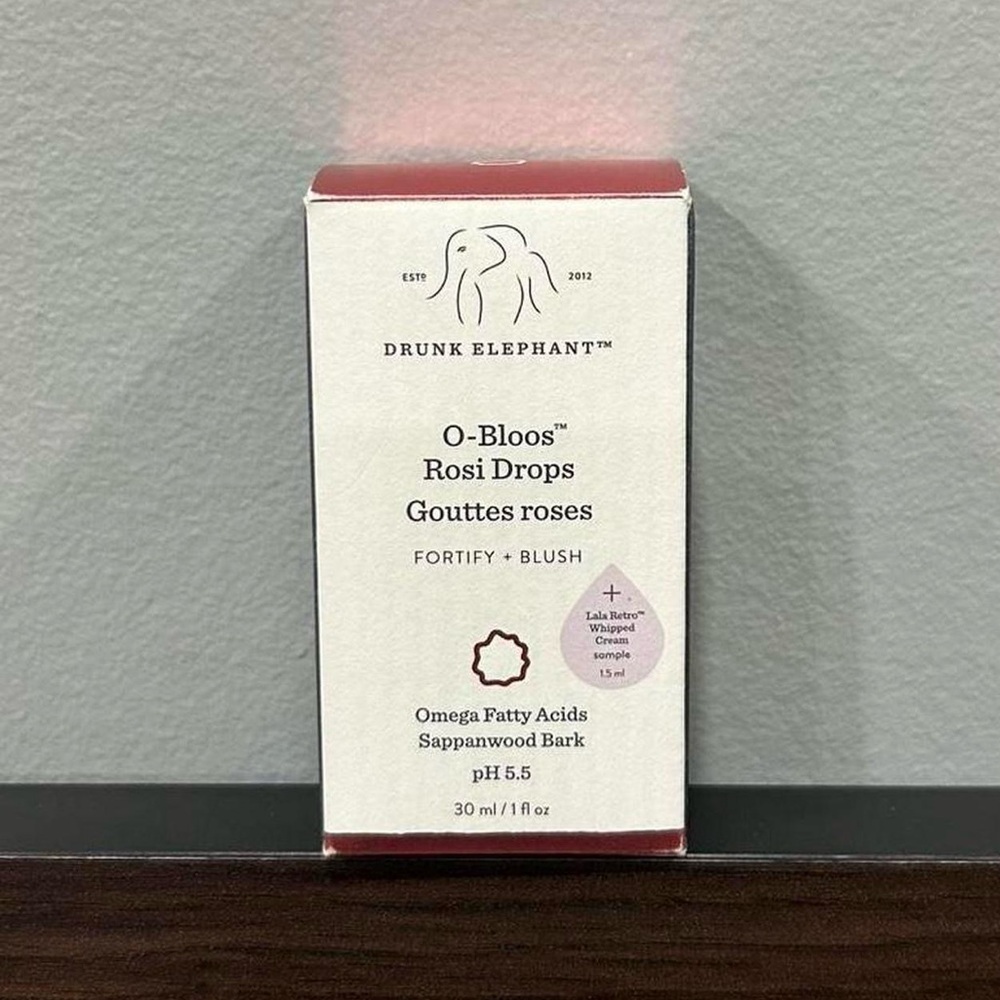 ESTD 2012
DRUNK ELEPHANT™
O-Bloos™
Rosi Drops
Gouttes roses
FORTIFY + BLUSH
+
Lala Retro™
Whipped
Cream
sample
1.5 ml
Omega Fatty Acids
Sappanwood Bark
pH 5.5
30 ml / 1 fl oz